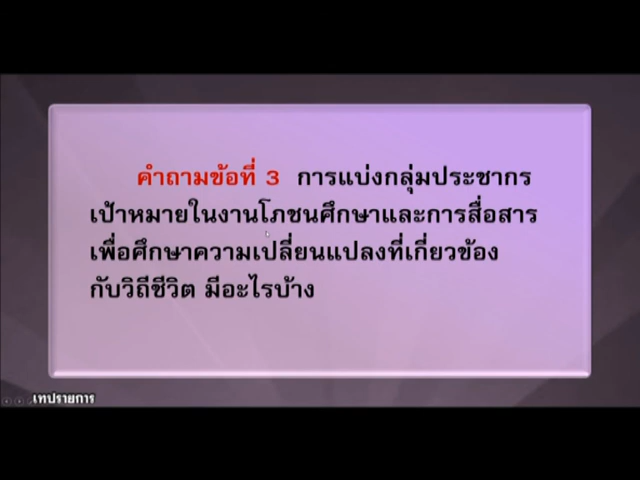 คำถามข้อที่ 3 การแบ่งกลุ่มประชากร
เป้าหมายในงานโภชนศึกษาและการสื่อสาร
เพื่อศึกษาความเปลี่ยนแปลงที่เกี่ยวข้อง
กับวิถีชีวิต มีอะไรบ้าง
เทปรายการ